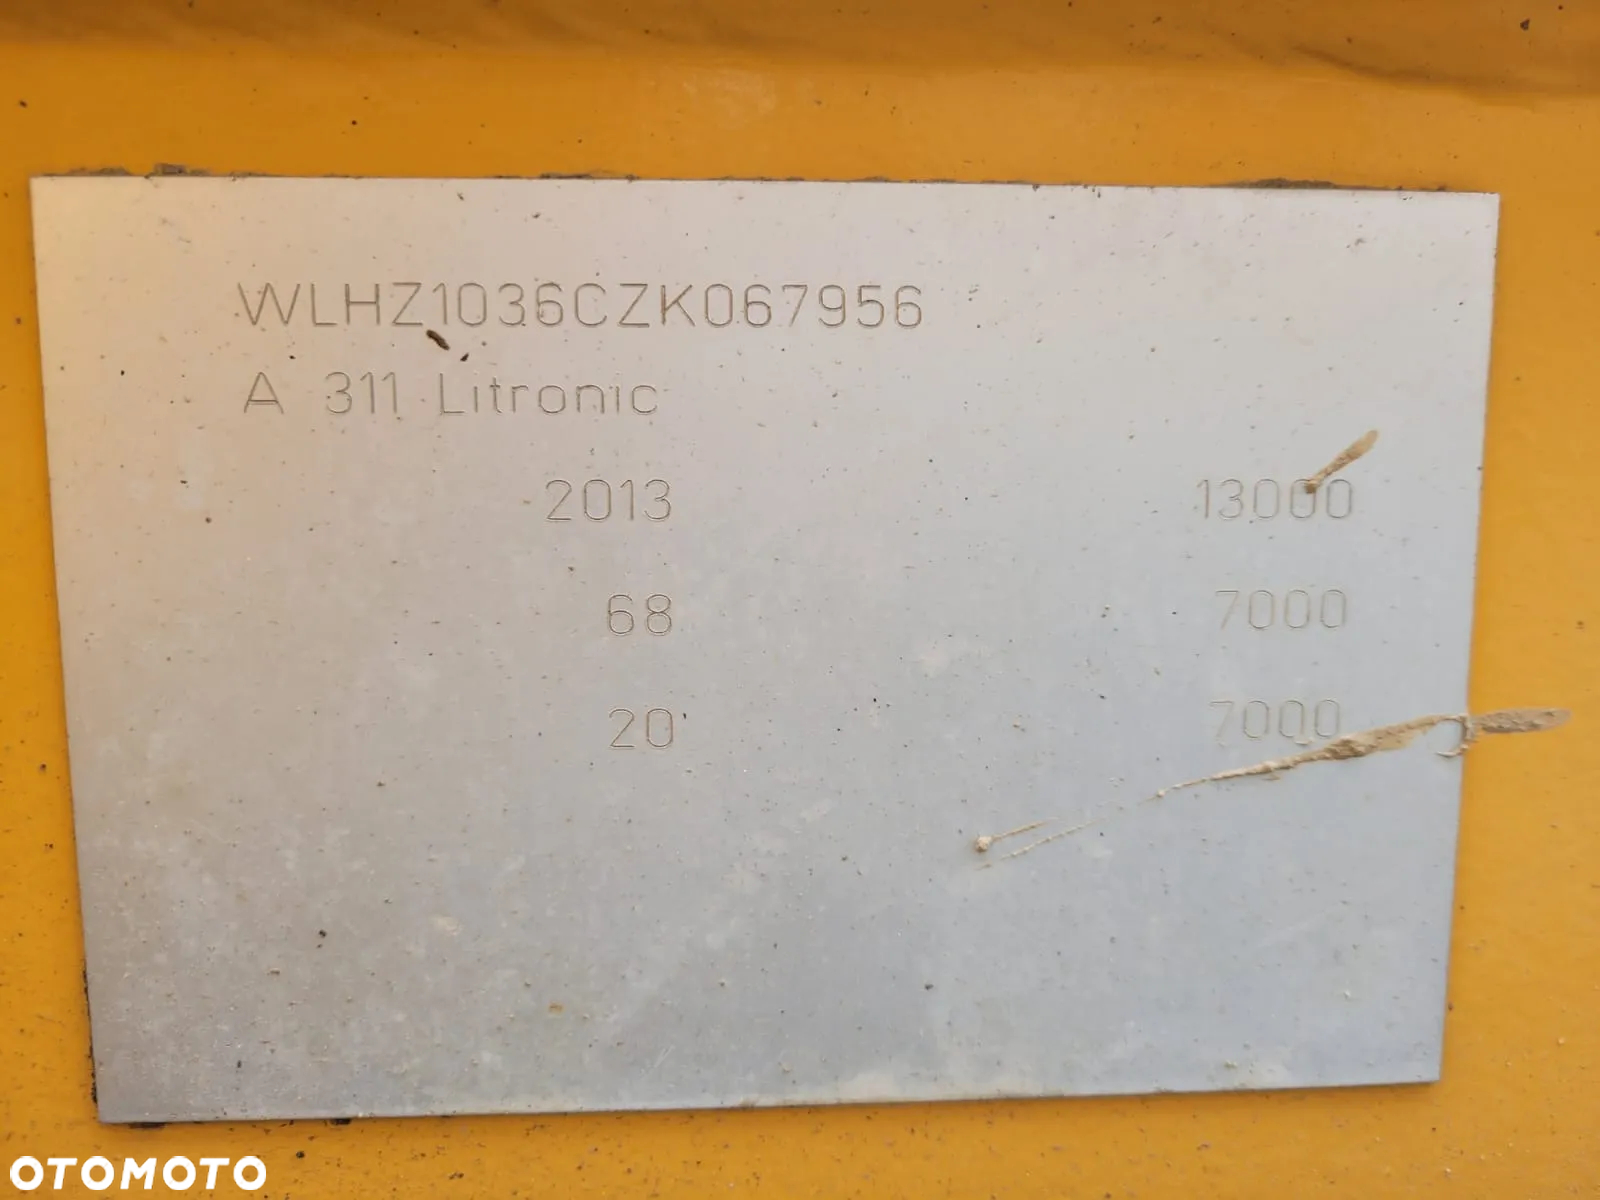 WLHZ1036CZK067956
A 311 Litronic
2013 13000
68 7000
20 7000
OTOMOTO